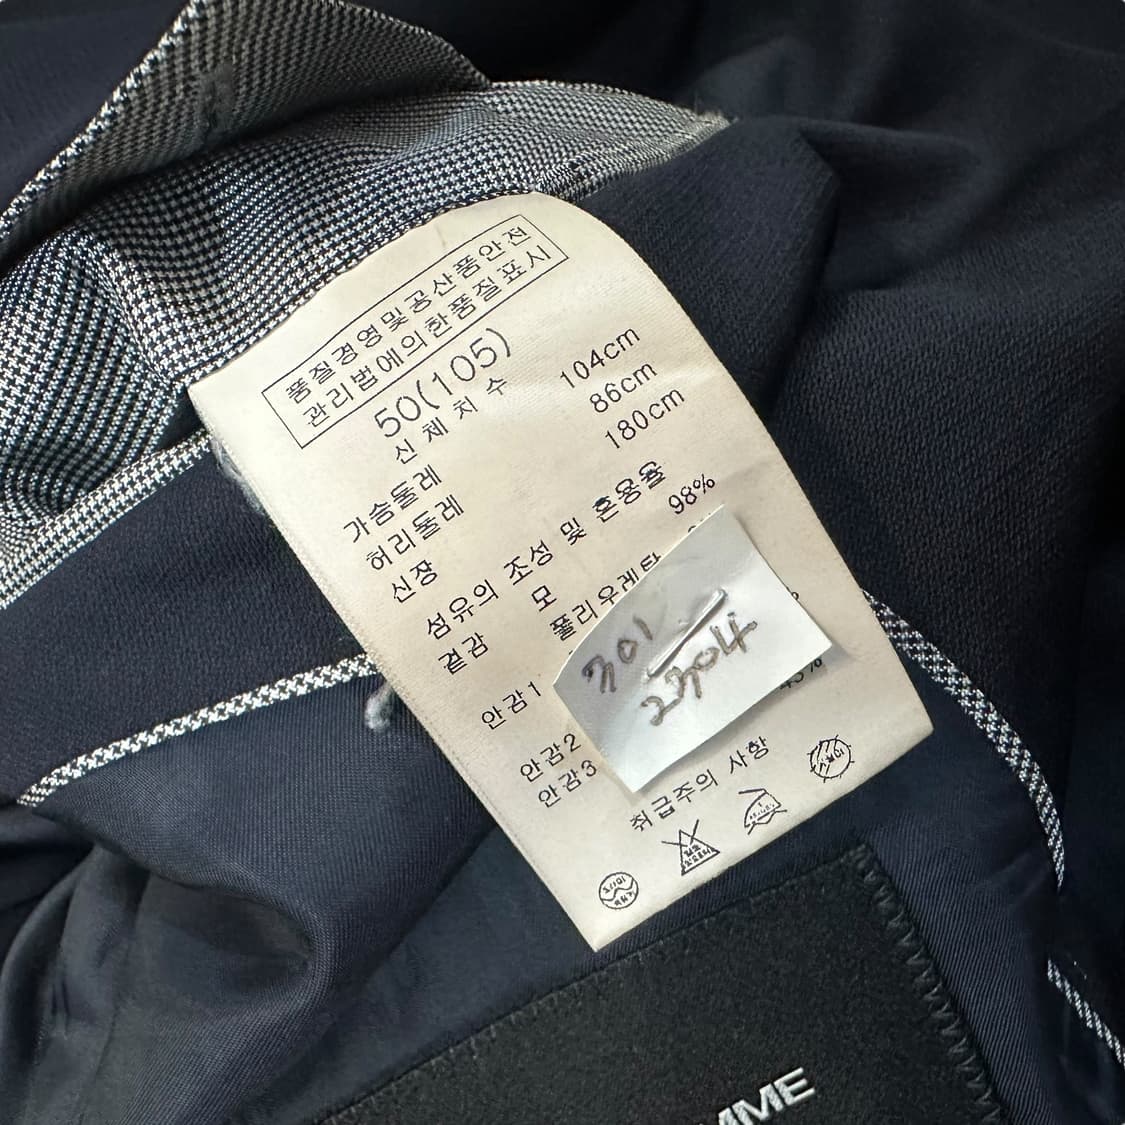 품질경영및공산품안전
관리법에의한품질표시
50(105)
신체치수
가슴둘레 104cm
허리둘레 86cm
신장 180cm
섬유의 조성 및 혼용율
겉감 모 98%
폴리우레탄
안감1
안감2
안감3
45%
301
2304
취급주의 사항
MME